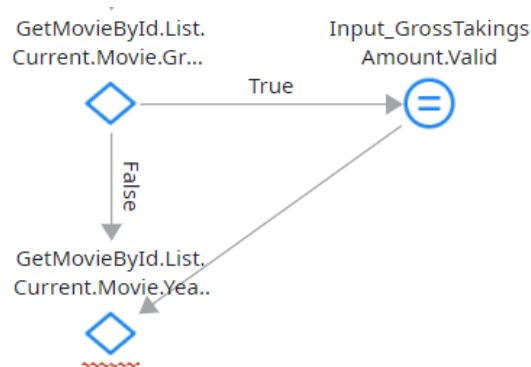 GetMovieById.List.
Current.Movie.Gr...
Input_GrossTakings
Amount.Valid
True
False
GetMovieById.List.
Current.Movie.Yea..